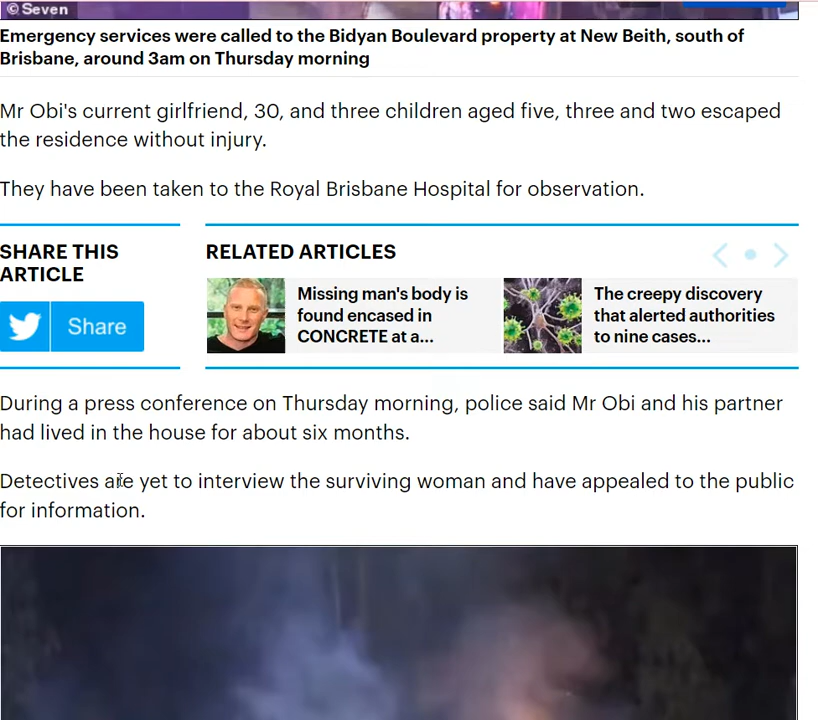 ©Seven
Emergency services were called to the Bidyan Boulevard property at New Beith, south of
Brisbane, around 3am on Thursday morning
Mr Obi's current girlfriend, 30, and three children aged five, three and two escaped
the residence without injury.
They have been taken to the Royal Brisbane Hospital for observation.
SHARE THIS
ARTICLE
Share
RELATED ARTICLES
Missing man's body is
found encased in
CONCRETE at a...
The creepy discovery
that alerted authorities
to nine cases...
During a press conference on Thursday morning, police said Mr Obi and his partner
had lived in the house for about six months.
Detectives are yet to interview the surviving woman and have appealed to the public
for information.